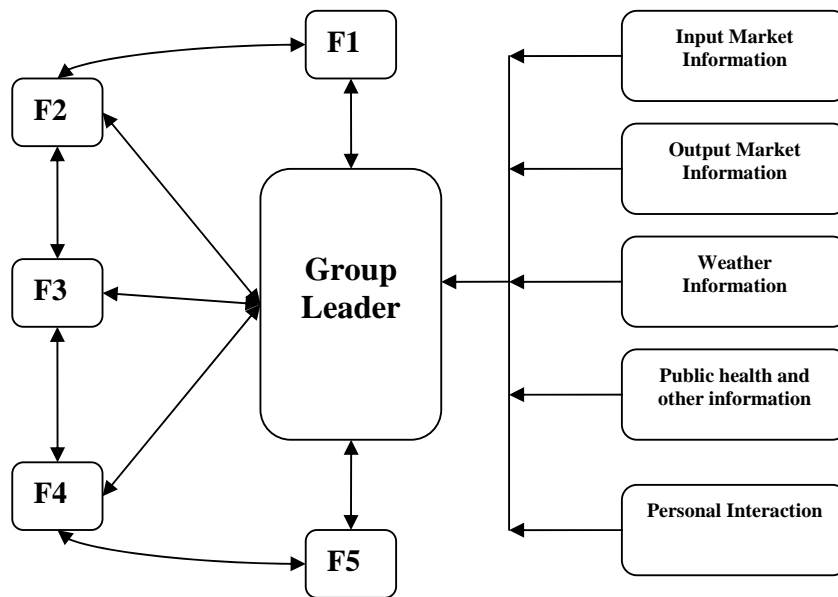 F1
F2
F3
F4
F5
Group
Leader
Input Market
Information
Output Market
Information
Weather
Information
Public health and
other information
Personal Interaction